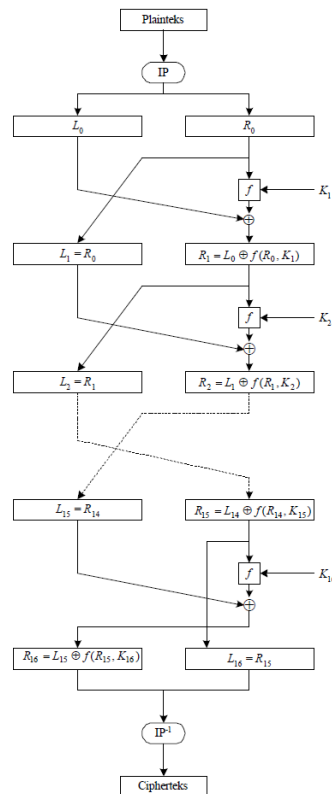 Plainteks
IP
L₀
R₀
f
K₁
⊕
L₁ = R₀
R₁ = L₀ ⊕ f(R₀, K₁)
f
K₂
⊕
L₂ = R₁
R₂ = L₁ ⊕ f(R₁, K₂)
L₁₅ = R₁₄
R₁₅ = L₁₄ ⊕ f(R₁₄, K₁₅)
f
K₁₆
⊕
R₁₆ = L₁₅ ⊕ f(R₁₅, K₁₆)
L₁₆ = R₁₅
IP⁻¹
Cipherteks